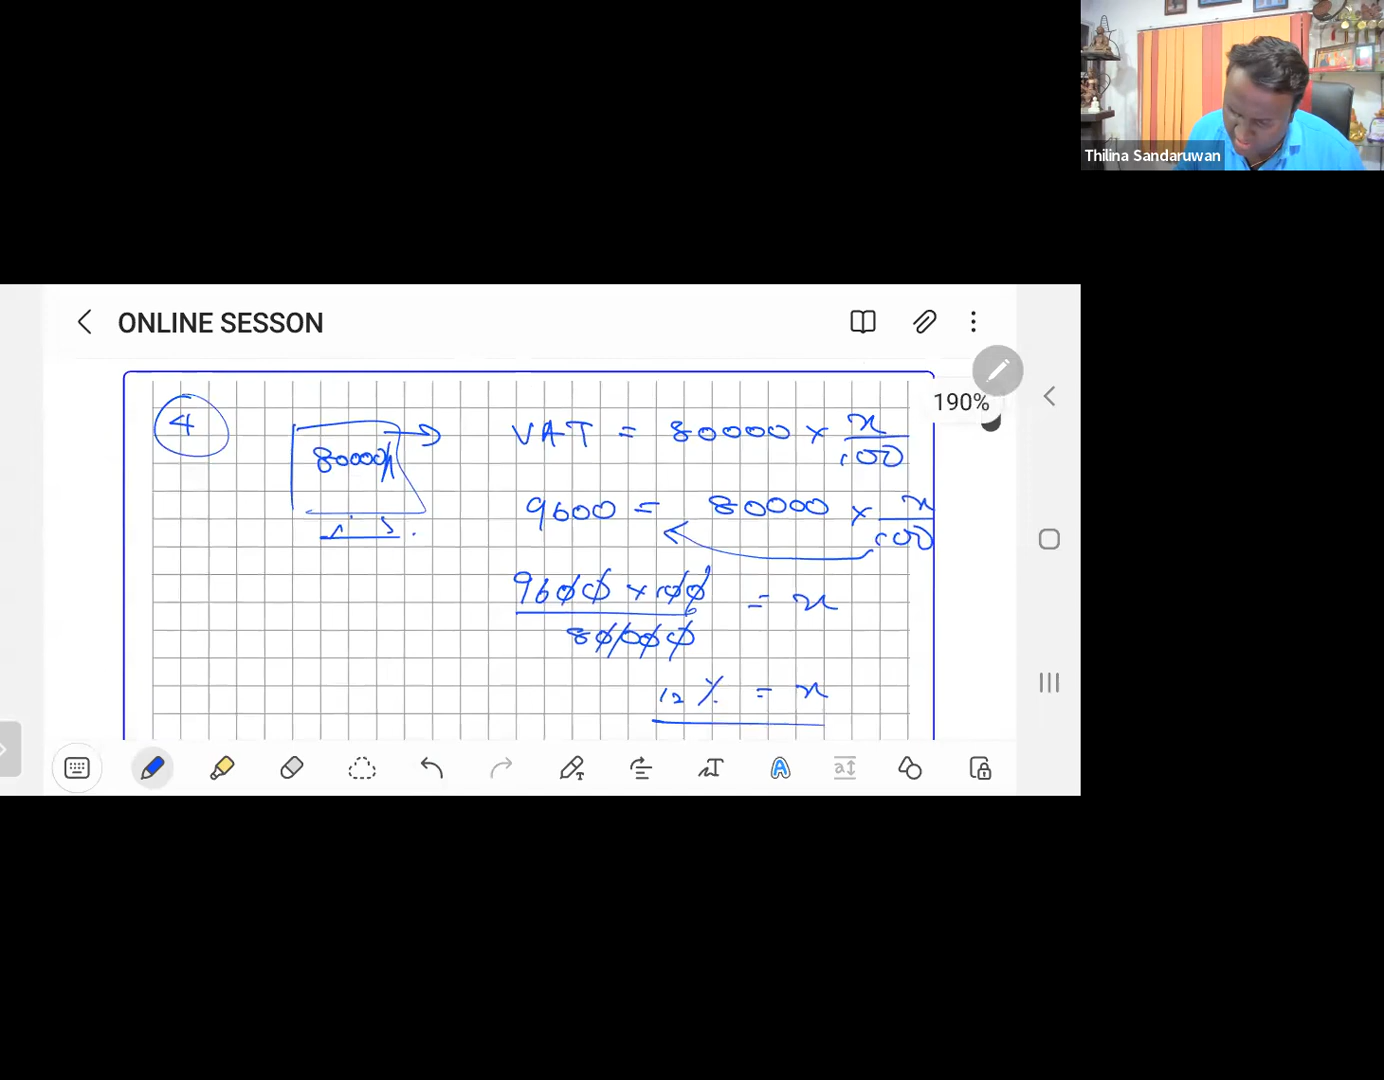 Thilina Sandaruwan
ONLINE SESSON
190%
4
80000/
VAT = 80000 × x/100
9600 = 80000 × x/100
9600 × 100 / 80000 = x
12 % = x